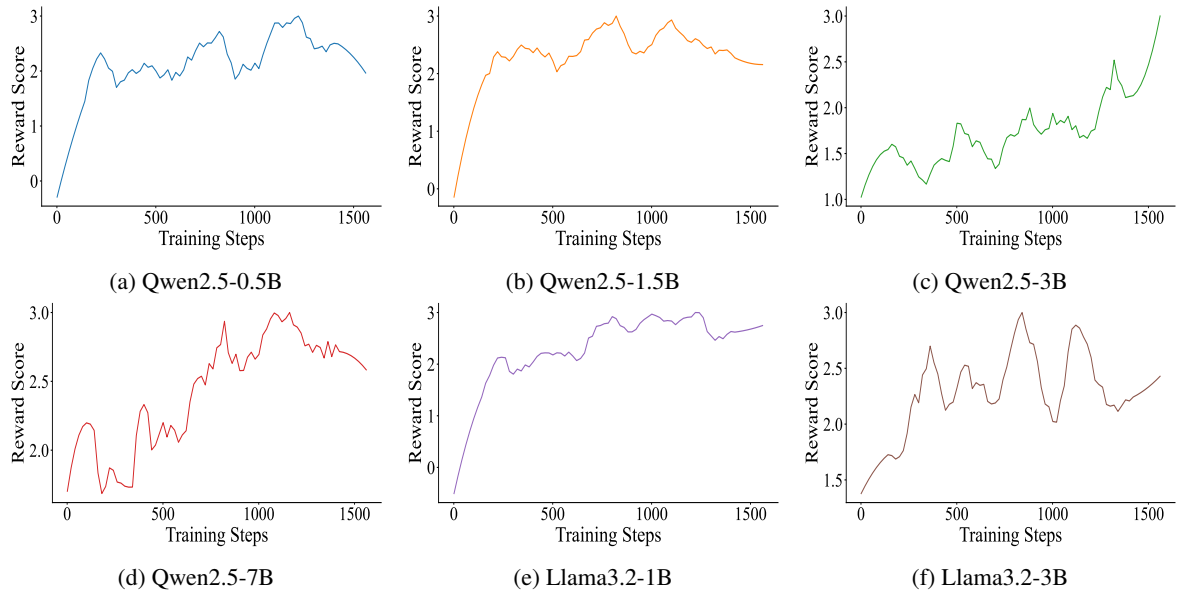 Reward Score
3
2
1
0
0
500
1000
1500
Training Steps
(a) Qwen2.5-0.5B
Reward Score
3
2
1
0
0
500
1000
1500
Training Steps
(b) Qwen2.5-1.5B
Reward Score
3.0
2.5
2.0
1.5
1.0
0
500
1000
1500
Training Steps
(c) Qwen2.5-3B
Reward Score
3.0
2.5
2.0
0
500
1000
1500
Training Steps
(d) Qwen2.5-7B
Reward Score
3
2
1
0
0
500
1000
1500
Training Steps
(e) Llama3.2-1B
Reward Score
3.0
2.5
2.0
1.5
0
500
1000
1500
Training Steps
(f) Llama3.2-3B